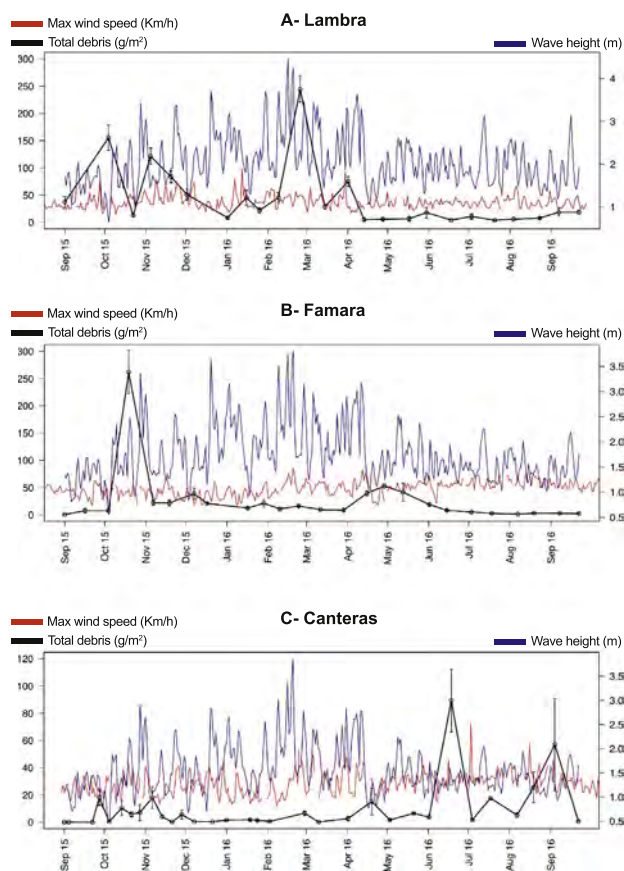 A- Lambra
Max wind speed (Km/h)
Total debris (g/m²)
Wave height (m)
300
250
200
150
100
50
0
4
3
2
1
Sep 15
Oct 15
Nov 15
Dec 15
Jan 16
Feb 16
Mar 16
Apr 16
May 16
Jun 16
Jul 16
Aug 16
Sep 16
B- Famara
Max wind speed (Km/h)
Total debris (g/m²)
Wave height (m)
300
250
200
150
100
50
0
3.5
3.0
2.5
2.0
1.5
1.0
0.5
Sep 15
Oct 15
Nov 15
Dec 15
Jan 16
Feb 16
Mar 16
Apr 16
May 16
Jun 16
Jul 16
Aug 16
Sep 16
C- Canteras
Max wind speed (Km/h)
Total debris (g/m²)
Wave height (m)
120
100
80
60
40
20
0
3.5
3.0
2.5
2.0
1.5
1.0
0.5
Sep 15
Oct 15
Nov 15
Dec 15
Jan 16
Feb 16
Mar 16
Apr 16
May 16
Jun 16
Jul 16
Aug 16
Sep 16